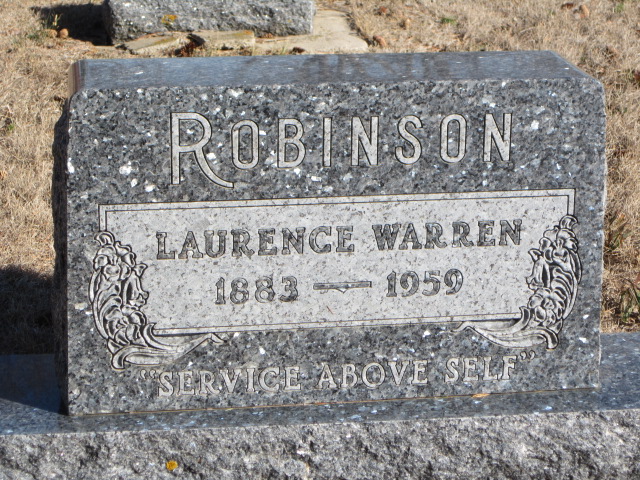 ROBINSON
LAURENCE WARREN
1883 — 1959
"SERVICE ABOVE SELF"